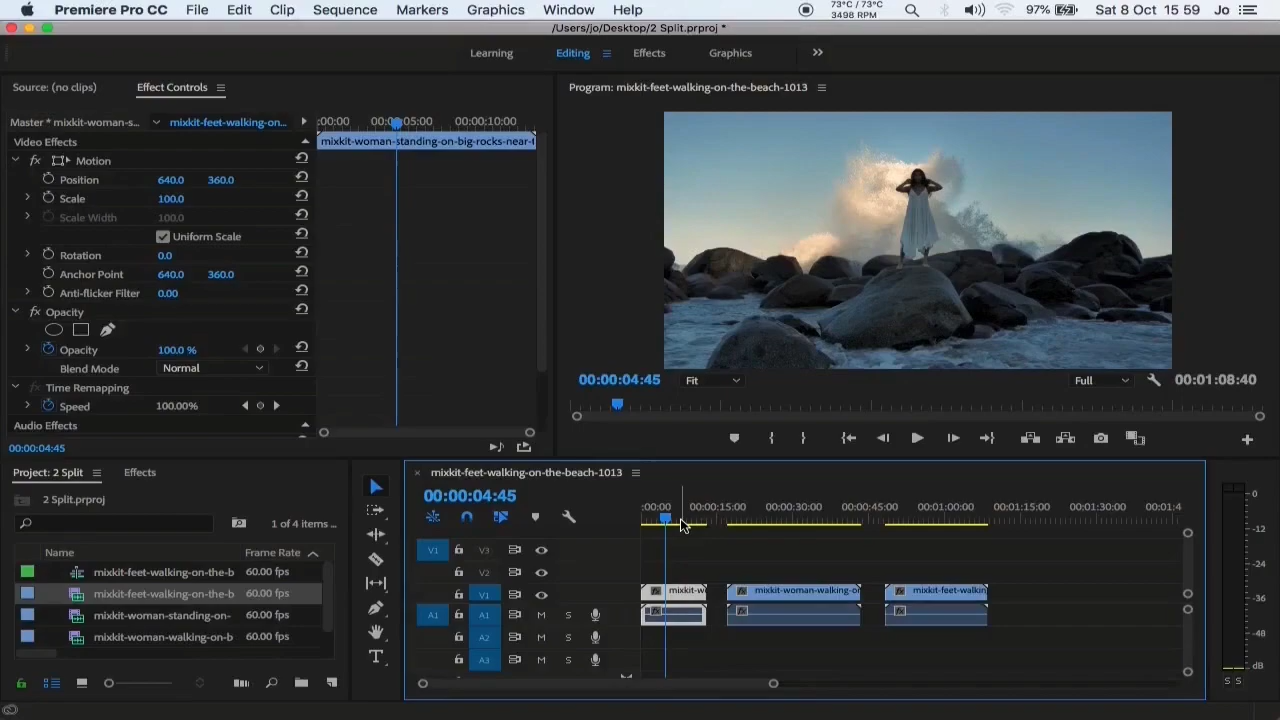 Premiere Pro CC File Edit Clip Sequence Markers Graphics Window Help 73°C / 73°C 3498 RPM 97% Sat 8 Oct 15 59 Jo
/Users/jo/Desktop/2 Split.prproj *
Learning Editing Effects Graphics
Source: (no clips) Effect Controls
Program: mixkit-feet-walking-on-the-beach-1013
Master * mixkit-woman-s... mixkit-feet-walking-on... :00:00 00:00:05:00 00:00:10:00
Video Effects mixkit-woman-standing-on-big-rocks-near-t
fx Motion
Position 640.0 360.0
Scale 100.0
Scale Width 100.0
Uniform Scale
Rotation 0.0
Anchor Point 640.0 360.0
Anti-flicker Filter 0.00
fx Opacity
Opacity 100.0 %
Blend Mode Normal
Time Remapping
Speed 100.00%
Audio Effects
00:00:04:45
00:00:04:45 Fit Full 00:01:08:40
Project: 2 Split Effects
2 Split.prproj
1 of 4 items...
Name Frame Rate
mixkit-feet-walking-on-the-b 60.00 fps
mixkit-feet-walking-on-the-b 60.00 fps
mixkit-woman-standing-on- 60.00 fps
mixkit-woman-walking-on-b 60.00 fps
T
mixkit-feet-walking-on-the-beach-1013
00:00:04:45
:00:00 00:00:15:00 00:00:30:00 00:00:45:00 00:01:00:00 00:01:15:00 00:01:30:00 00:01:4
V1 V3
V2
V1 fx mixkit-wo fx mixkit-woman-walking-or fx mixkit-feet-walkin
A1 A1 M S fx fx fx
A2 M S
A3 M S
0
-12
-24
-36
-48
dB
S S